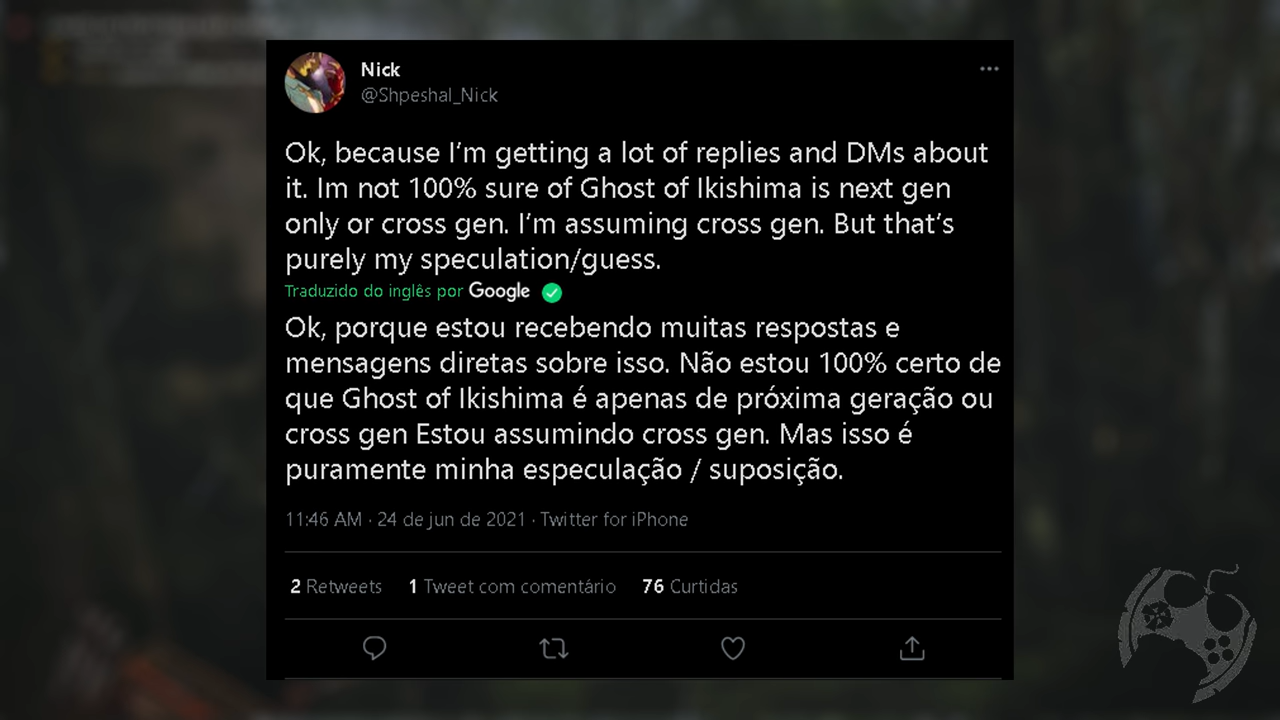 Nick
@Shpeshal_Nick
Ok, because I'm getting a lot of replies and DMs about
it. Im not 100% sure of Ghost of Ikishima is next gen
only or cross gen. I'm assuming cross gen. But that's
purely my speculation/guess.
Traduzido do inglês por Google
Ok, porque estou recebendo muitas respostas e
mensagens diretas sobre isso. Não estou 100% certo de
que Ghost of Ikishima é apenas de próxima geração ou
cross gen Estou assumindo cross gen. Mas isso é
puramente minha especulação / suposição.
11:46 AM · 24 de jun de 2021 · Twitter for iPhone
2 Retweets 1 Tweet com comentário 76 Curtidas